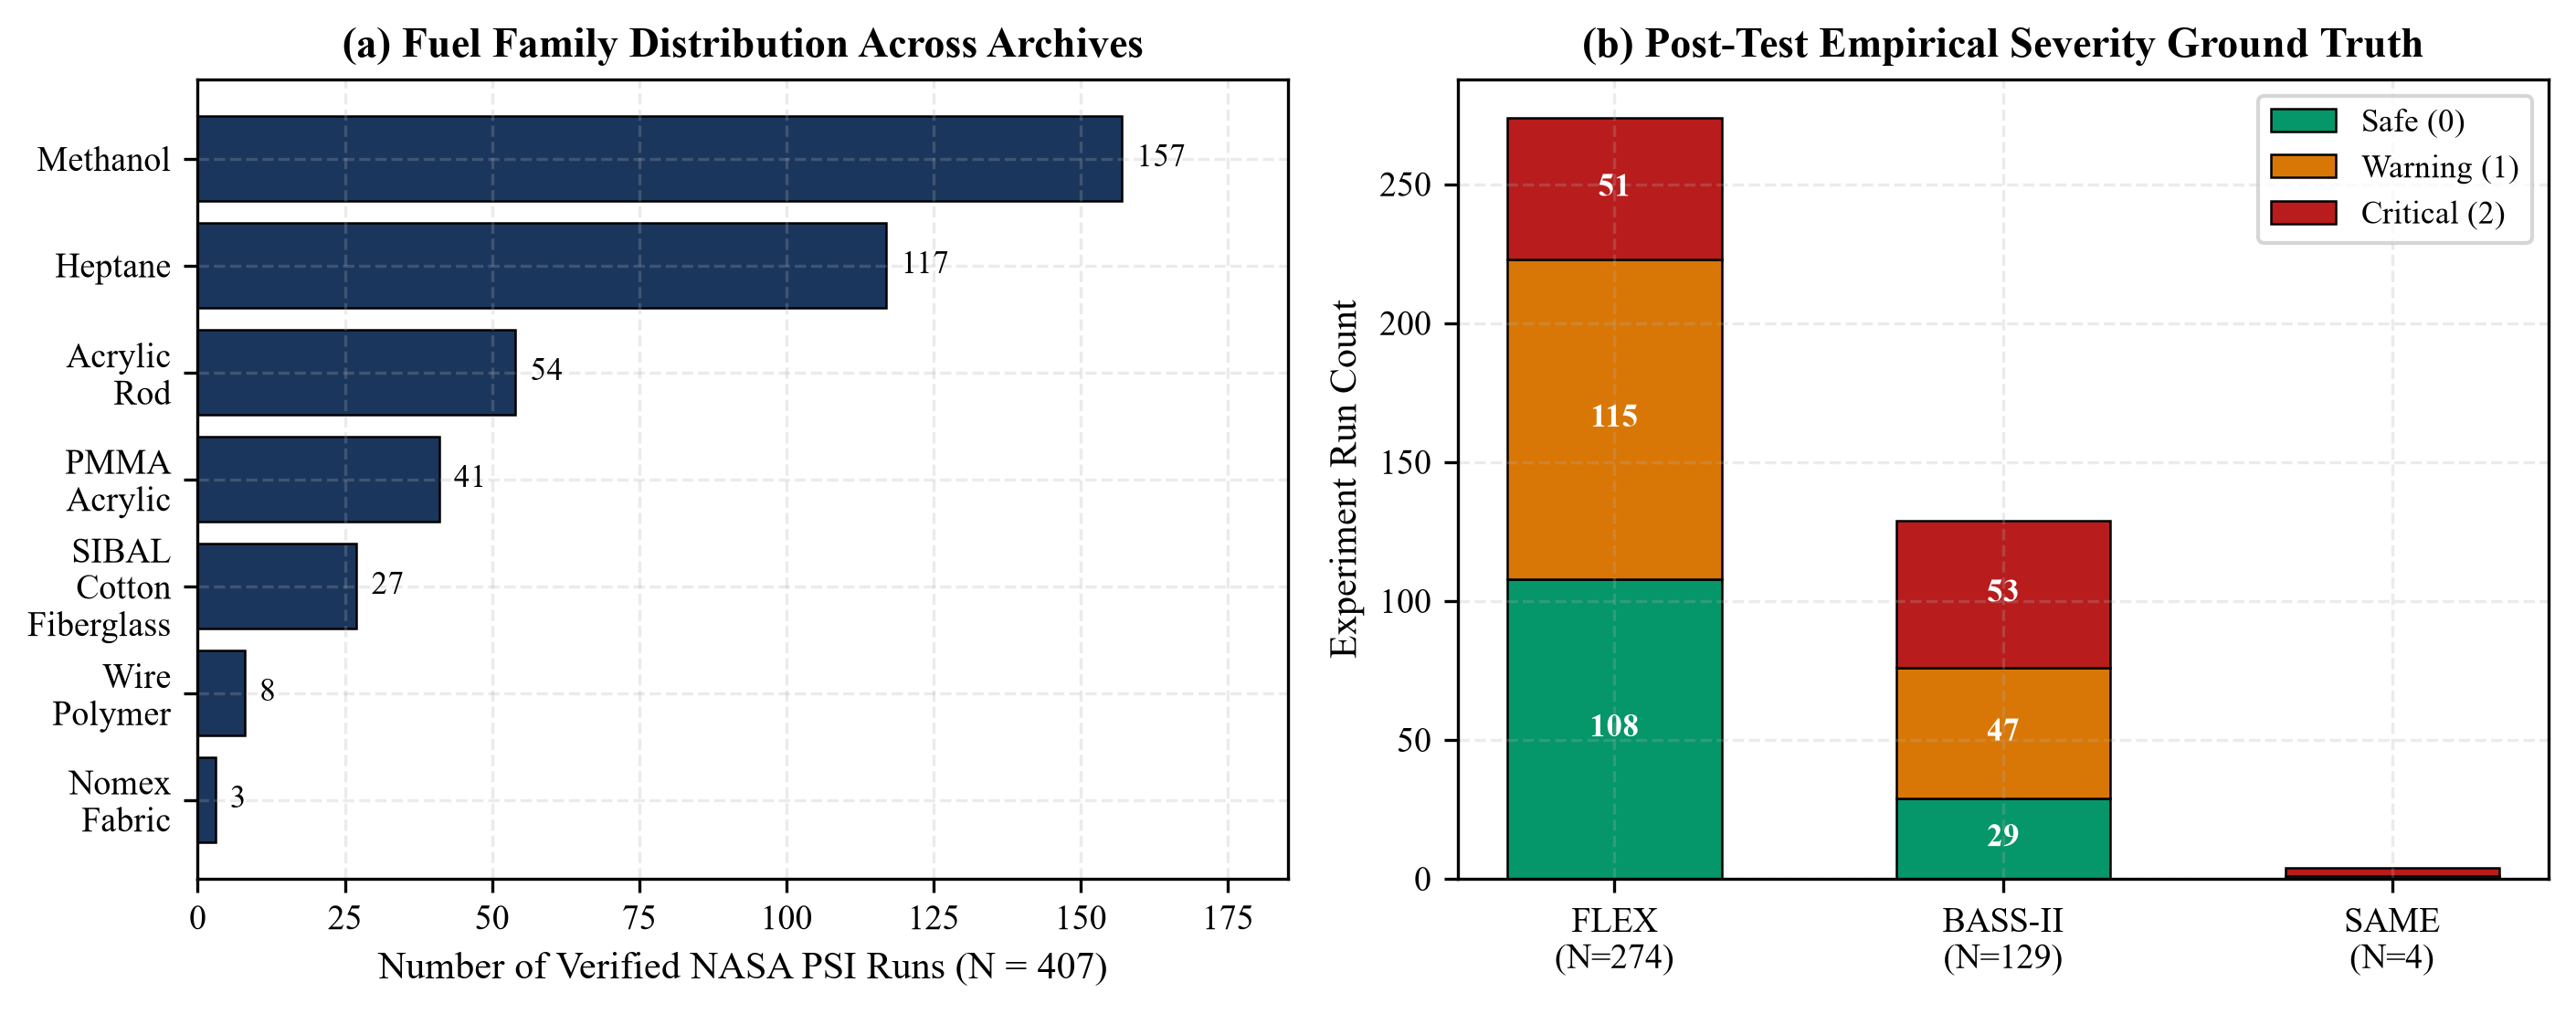 (a) Fuel Family Distribution Across Archives
Methanol
157
Heptane
117
Acrylic
Rod
54
PMMA
Acrylic
41
SIBAL
Cotton
Fiberglass
27
Wire
Polymer
8
Nomex
Fabric
3
0 25 50 75 100 125 150 175
Number of Verified NASA PSI Runs (N = 407)
(b) Post-Test Empirical Severity Ground Truth
Safe (0)
Warning (1)
Critical (2)
Experiment Run Count
250
200
150
100
50
0
51
115
108
53
47
29
FLEX
(N=274)
BASS-II
(N=129)
SAME
(N=4)